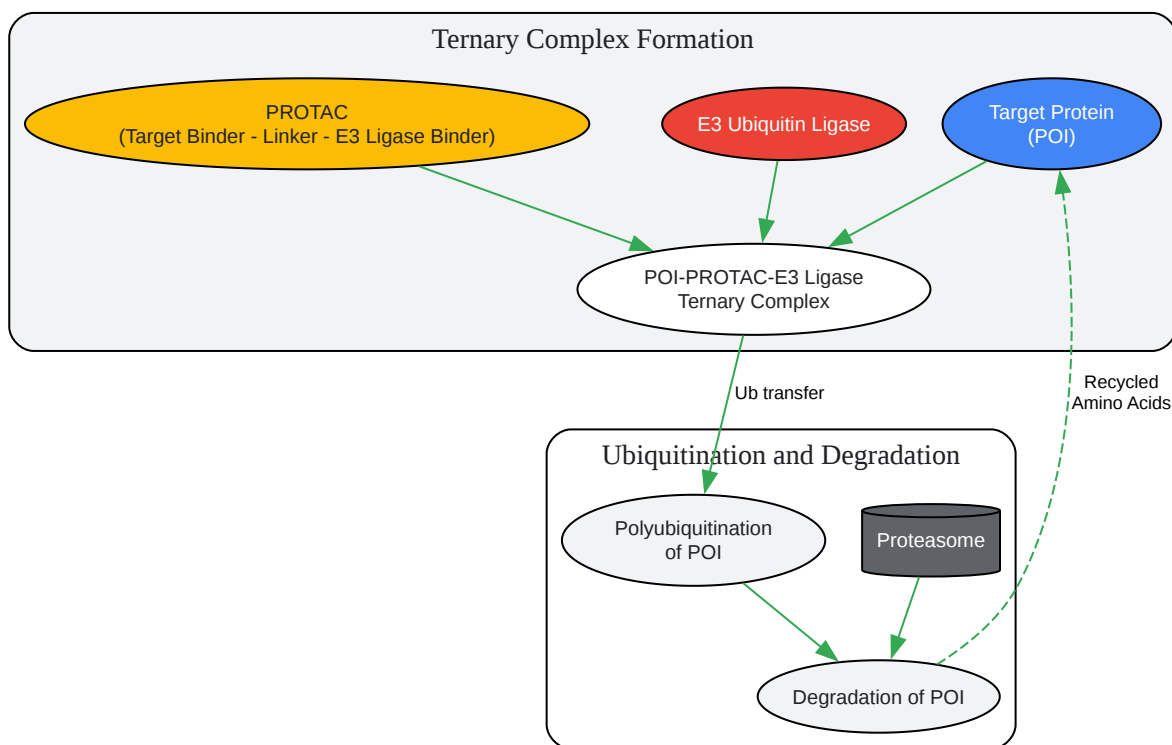 Ternary Complex Formation
PROTAC
(Target Binder - Linker - E3 Ligase Binder)
E3 Ubiquitin Ligase
Target Protein
(POI)
POI-PROTAC-E3 Ligase
Ternary Complex
Ub transfer
Recycled
Amino Acids
Ubiquitination and Degradation
Polyubiquitination
of POI
Proteasome
Degradation of POI